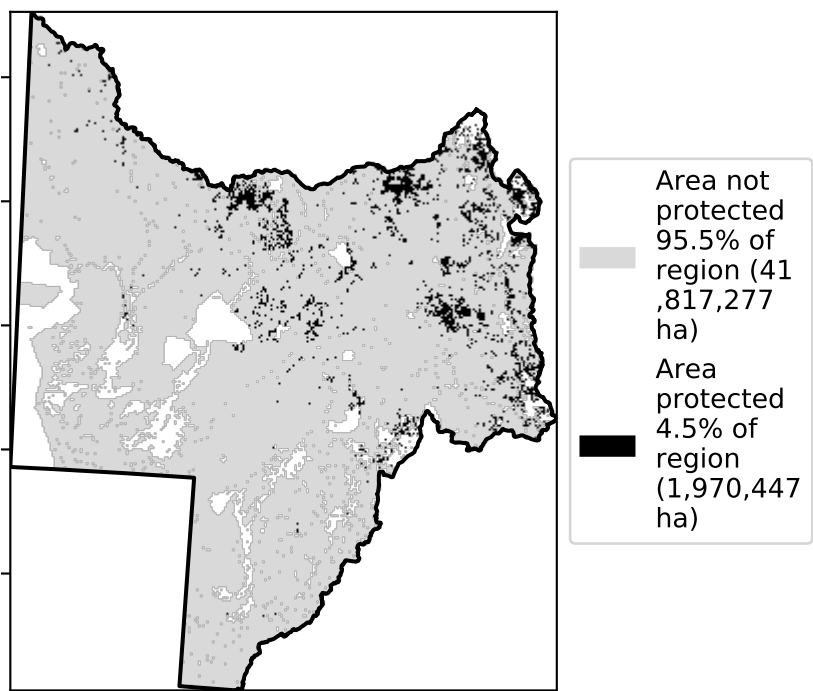 Area not
protected
95.5% of
region (41
,817,277
ha)
Area
protected
4.5% of
region
(1,970,447
ha)